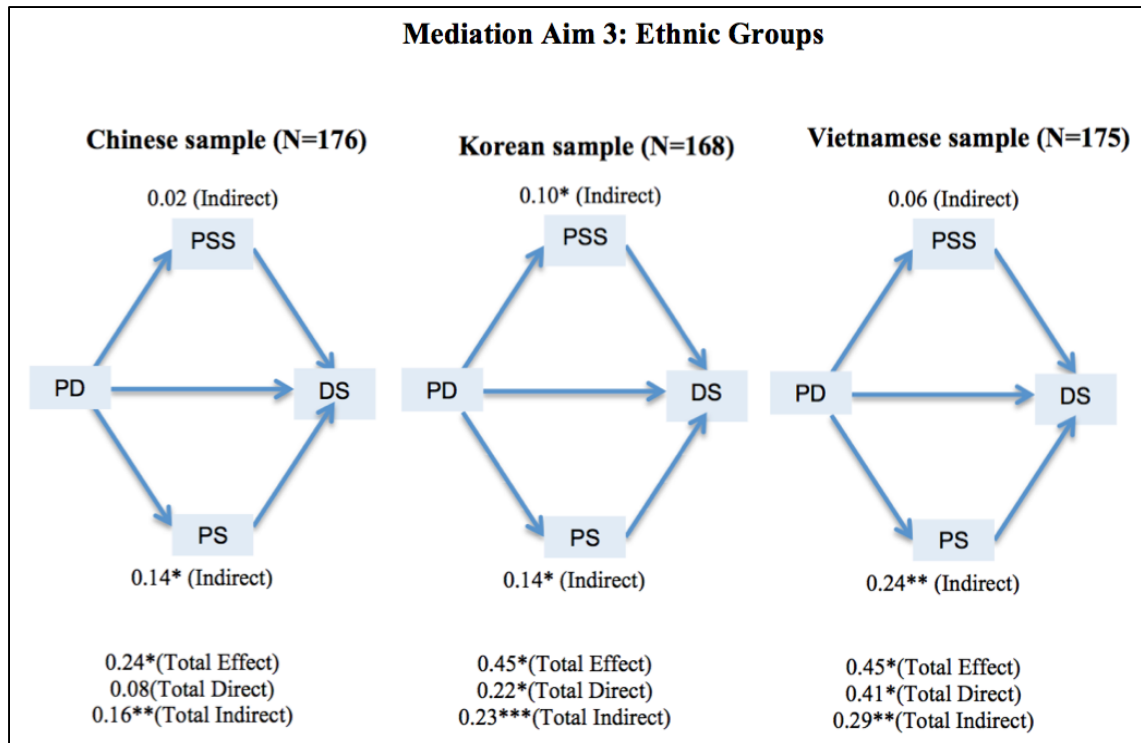 Mediation Aim 3: Ethnic Groups
Chinese sample (N=176)
0.02 (Indirect)
PSS
PD
DS
PS
0.14* (Indirect)
0.24*(Total Effect)
0.08(Total Direct)
0.16**(Total Indirect)
Korean sample (N=168)
0.10* (Indirect)
PSS
PD
DS
PS
0.14* (Indirect)
0.45*(Total Effect)
0.22*(Total Direct)
0.23***(Total Indirect)
Vietnamese sample (N=175)
0.06 (Indirect)
PSS
PD
DS
PS
0.24** (Indirect)
0.45*(Total Effect)
0.41*(Total Direct)
0.29**(Total Indirect)